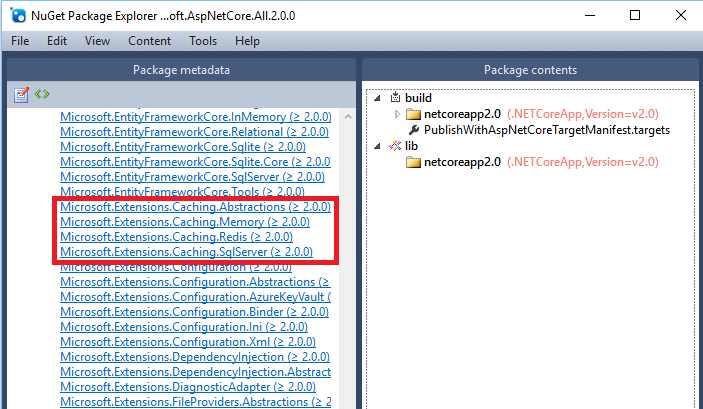 NuGet Package Explorer ...oft.AspNetCore.All.2.0.0
File Edit View Content Tools Help
Package metadata
Microsoft.EntityFrameworkCore.InMemory (≥ 2.0.0)
Microsoft.EntityFrameworkCore.Relational (≥ 2.0.0)
Microsoft.EntityFrameworkCore.Sqlite (≥ 2.0.0)
Microsoft.EntityFrameworkCore.Sqlite.Core (≥ 2.0.0)
Microsoft.EntityFrameworkCore.SqlServer (≥ 2.0.0)
Microsoft.EntityFrameworkCore.Tools (≥ 2.0.0)
Microsoft.Extensions.Caching.Abstractions (≥ 2.0.0)
Microsoft.Extensions.Caching.Memory (≥ 2.0.0)
Microsoft.Extensions.Caching.Redis (≥ 2.0.0)
Microsoft.Extensions.Caching.SqlServer (≥ 2.0.0)
Microsoft.Extensions.Configuration (≥ 2.0.0)
Microsoft.Extensions.Configuration.Abstractions (≥
Microsoft.Extensions.Configuration.AzureKeyVault (
Microsoft.Extensions.Configuration.Binder (≥ 2.0.0)
Microsoft.Extensions.Configuration.Ini (≥ 2.0.0)
Microsoft.Extensions.Configuration.Xml (≥ 2.0.0)
Microsoft.Extensions.DependencyInjection (≥ 2.0.0)
Microsoft.Extensions.DependencyInjection.Abstract
Microsoft.Extensions.DiagnosticAdapter (≥ 2.0.0)
Microsoft.Extensions.FileProviders.Abstractions (≥ 2
Package contents
build
netcoreapp2.0 (.NETCoreApp,Version=v2.0)
PublishWithAspNetCoreTargetManifest.targets
lib
netcoreapp2.0 (.NETCoreApp,Version=v2.0)